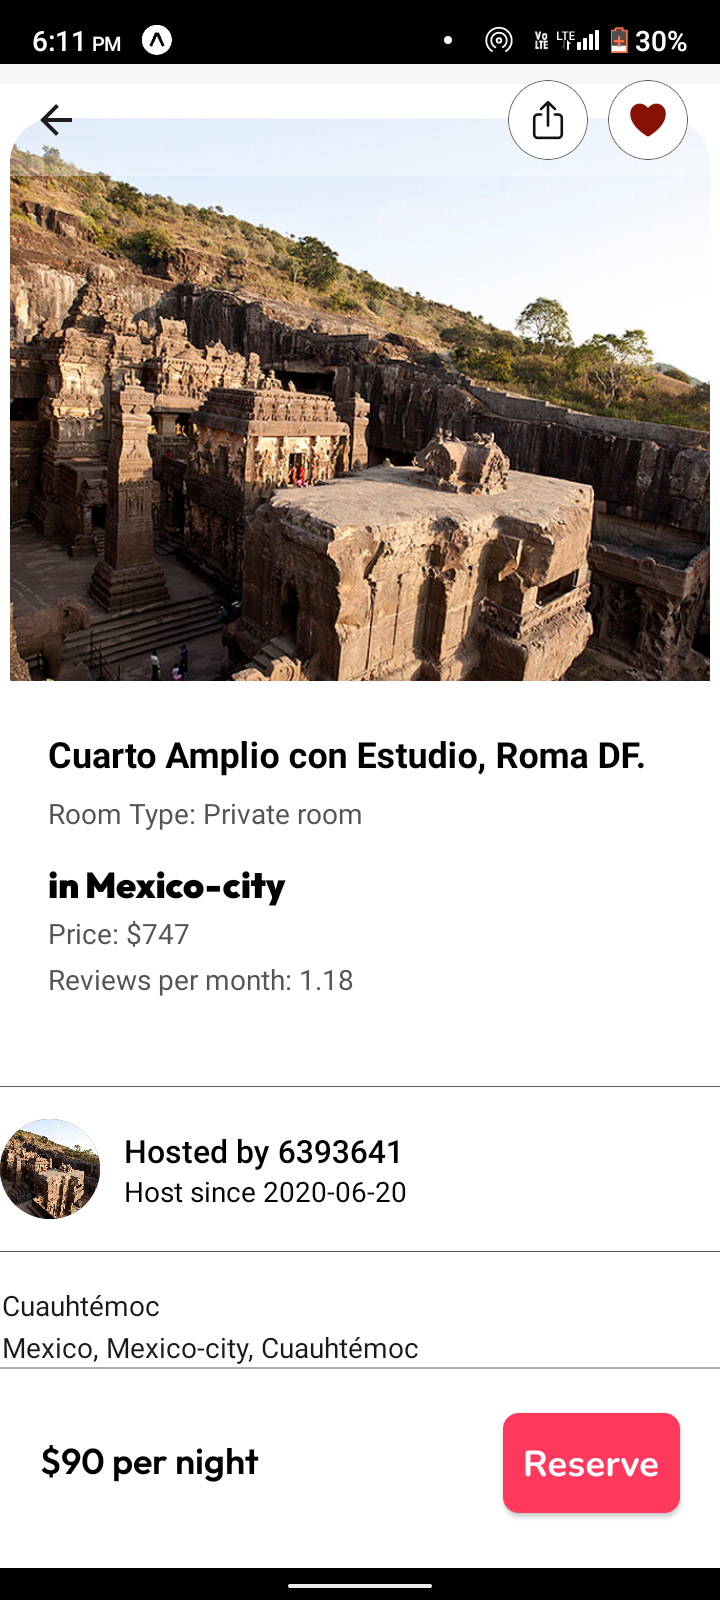 6:11 PM
Vo LTE LTE 30%
Cuarto Amplio con Estudio, Roma DF.
Room Type: Private room
in Mexico-city
Price: $747
Reviews per month: 1.18
Hosted by 6393641
Host since 2020-06-20
Cuauhtémoc
Mexico, Mexico-city, Cuauhtémoc
$90 per night
Reserve